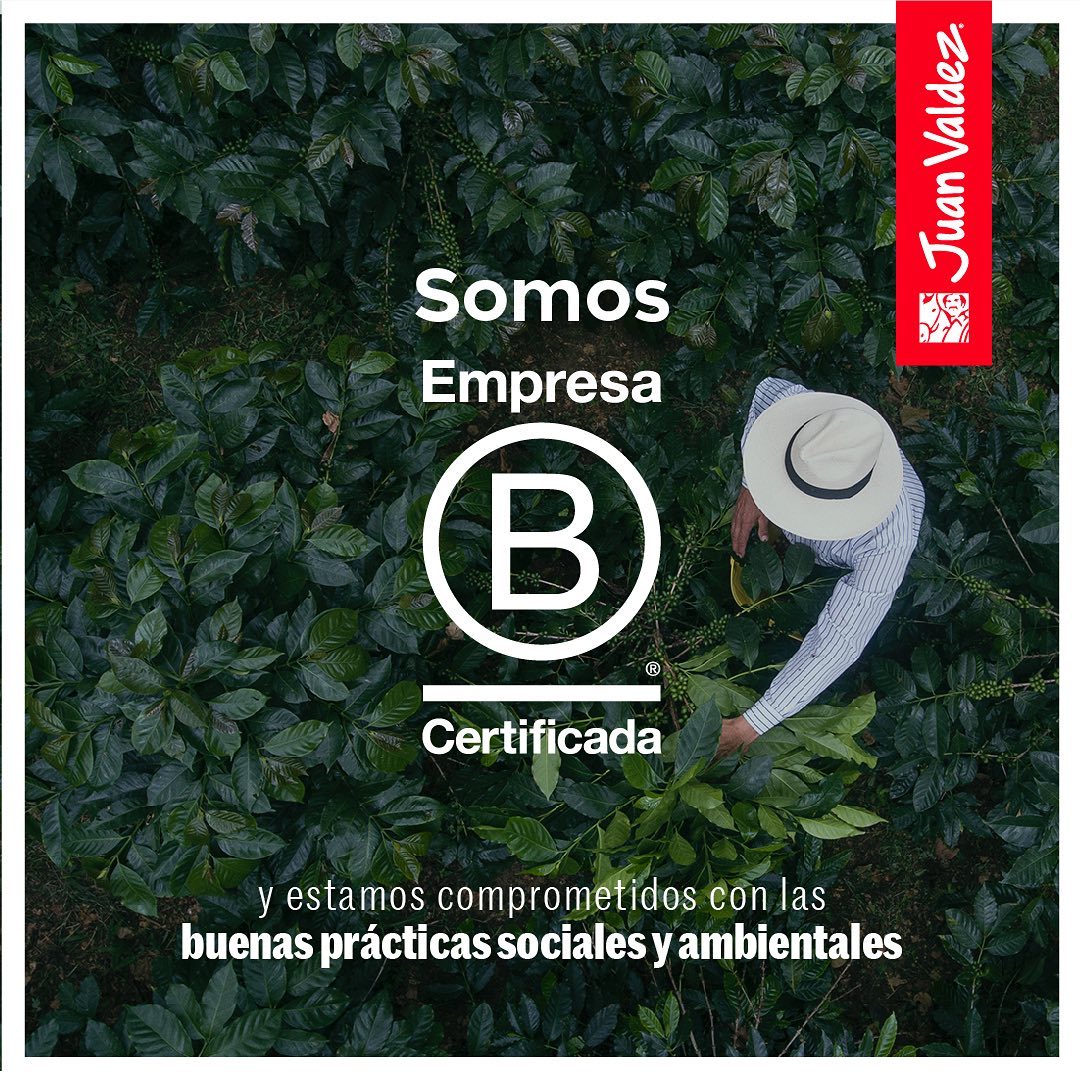 Juan Valdez®
Somos
Empresa
B
®
Certificada
y estamos comprometidos con las
buenas prácticas sociales y ambientales